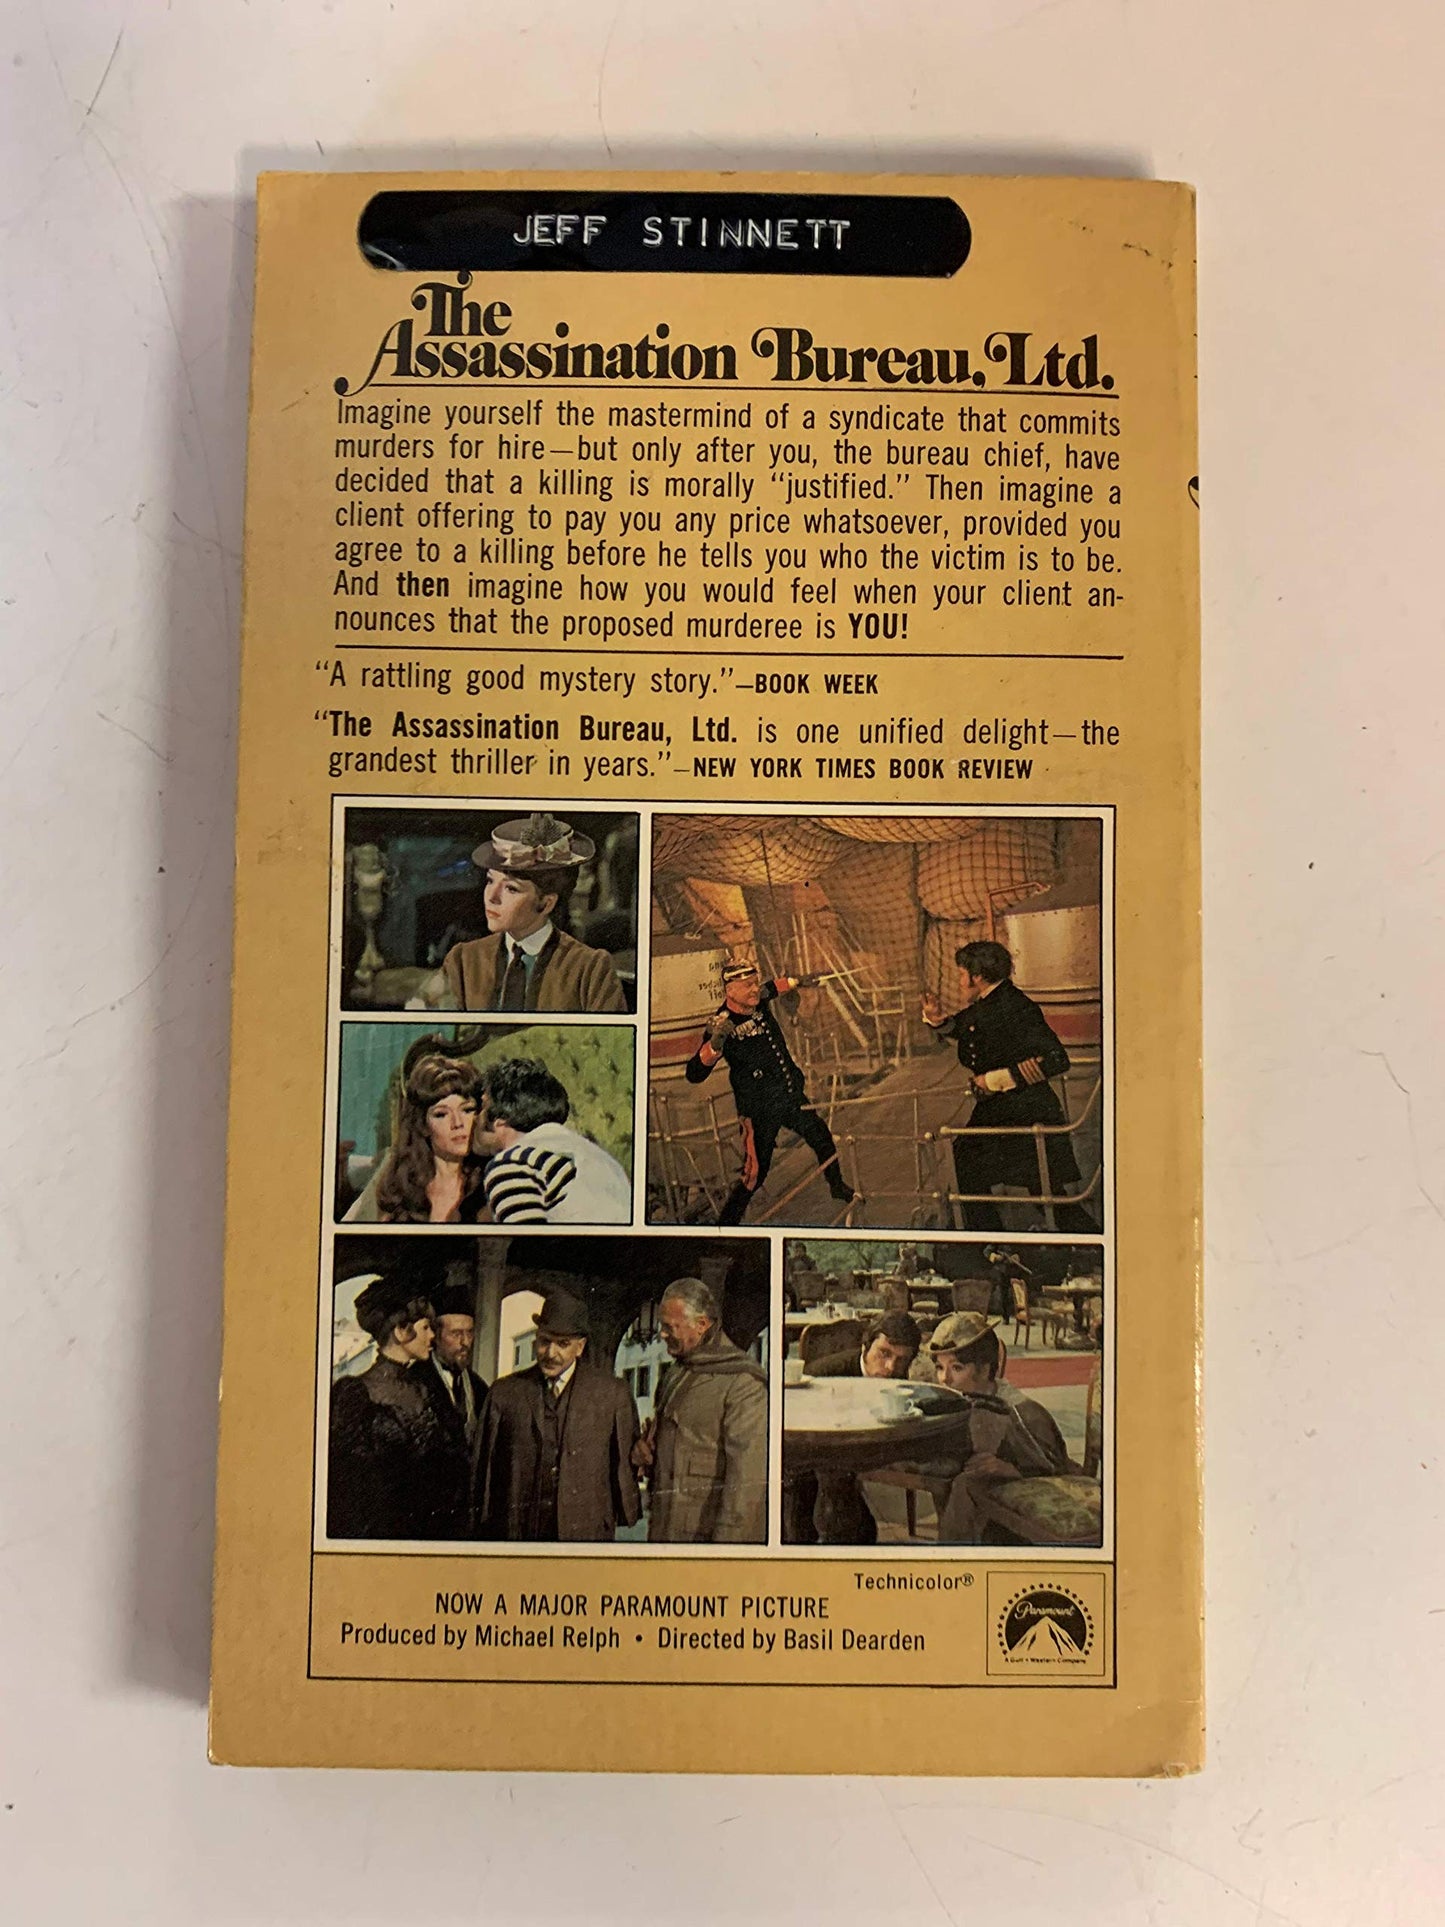 JEFF STINNETT
The
Assassination Bureau, Ltd.
Imagine yourself the mastermind of a syndicate that commits
murders for hire—but only after you, the bureau chief, have
decided that a killing is morally “justified.” Then imagine a
client offering to pay you any price whatsoever, provided you
agree to a killing before he tells you who the victim is to be.
And then imagine how you would feel when your client an-
nounces that the proposed murderee is YOU!
“A rattling good mystery story.”—BOOK WEEK
“The Assassination Bureau, Ltd. is one unified delight—the
grandest thriller in years.”—NEW YORK TIMES BOOK REVIEW
Technicolor®
NOW A MAJOR PARAMOUNT PICTURE
Produced by Michael Relph • Directed by Basil Dearden
Paramount
A Gulf + Western Company